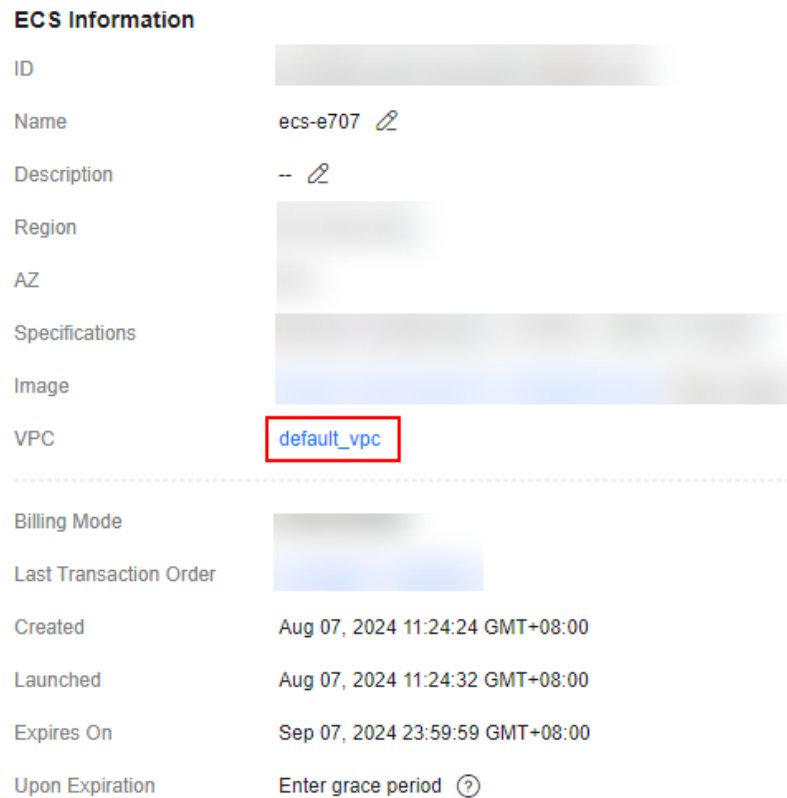 ECS Information
ID
Name ecs-e707
Description --
Region
AZ
Specifications
Image
VPC default_vpc
Billing Mode
Last Transaction Order
Created Aug 07, 2024 11:24:24 GMT+08:00
Launched Aug 07, 2024 11:24:32 GMT+08:00
Expires On Sep 07, 2024 23:59:59 GMT+08:00
Upon Expiration Enter grace period ?